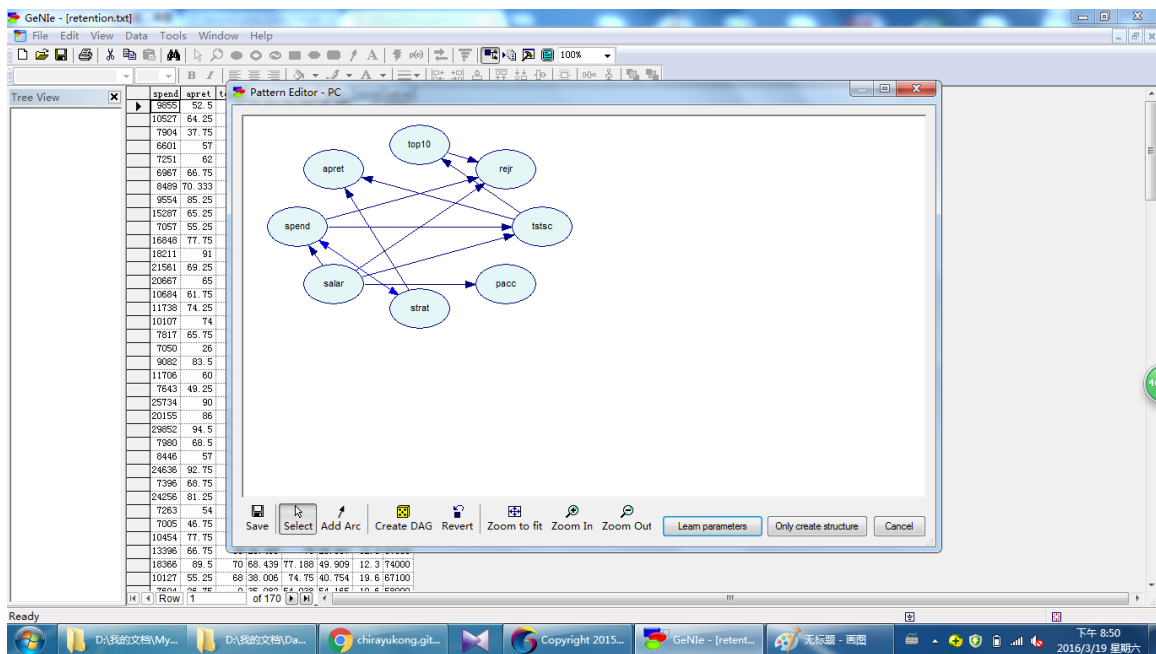 GeNIe - [retention.txt]
File Edit View Data Tools Window Help
B I A 100%
Tree View
spend apret
Pattern Editor - PC
9855 52.5
10527 64.25
7904 37.75
6601 57
7251 62
6967 66.75
8489 70.333
9554 85.25
15287 65.25
7057 55.25
16848 77.75
18211 91
21561 69.25
20667 65
10684 61.75
11738 74.25
10107 74
7817 65.75
7050 26
9082 83.5
11706 60
7643 49.25
25734 90
20155 86
29852 94.5
7980 68.5
8446 57
24636 92.75
7396 68.75
24256 81.25
7263 54
7005 46.75
10454 77.75
13396 66.75
18366 89.5 70 68.439 77.188 49.909 12.3 74000
10127 55.25 68 38.006 74.75 40.754 19.6 67100
top10
apret
rejr
spend
tstsc
salar
pacc
strat
Save Select Add Arc Create DAG Revert Zoom to fit Zoom In Zoom Out Learn parameters Only create structure Cancel
Row 1 of 170
Ready
D:\我的文档\My... D:\我的文档\Da... chirayukong.git... Copyright 2015... GeNIe - [retent... 无标题 - 画图
下午 8:50
2016/3/19 星期六